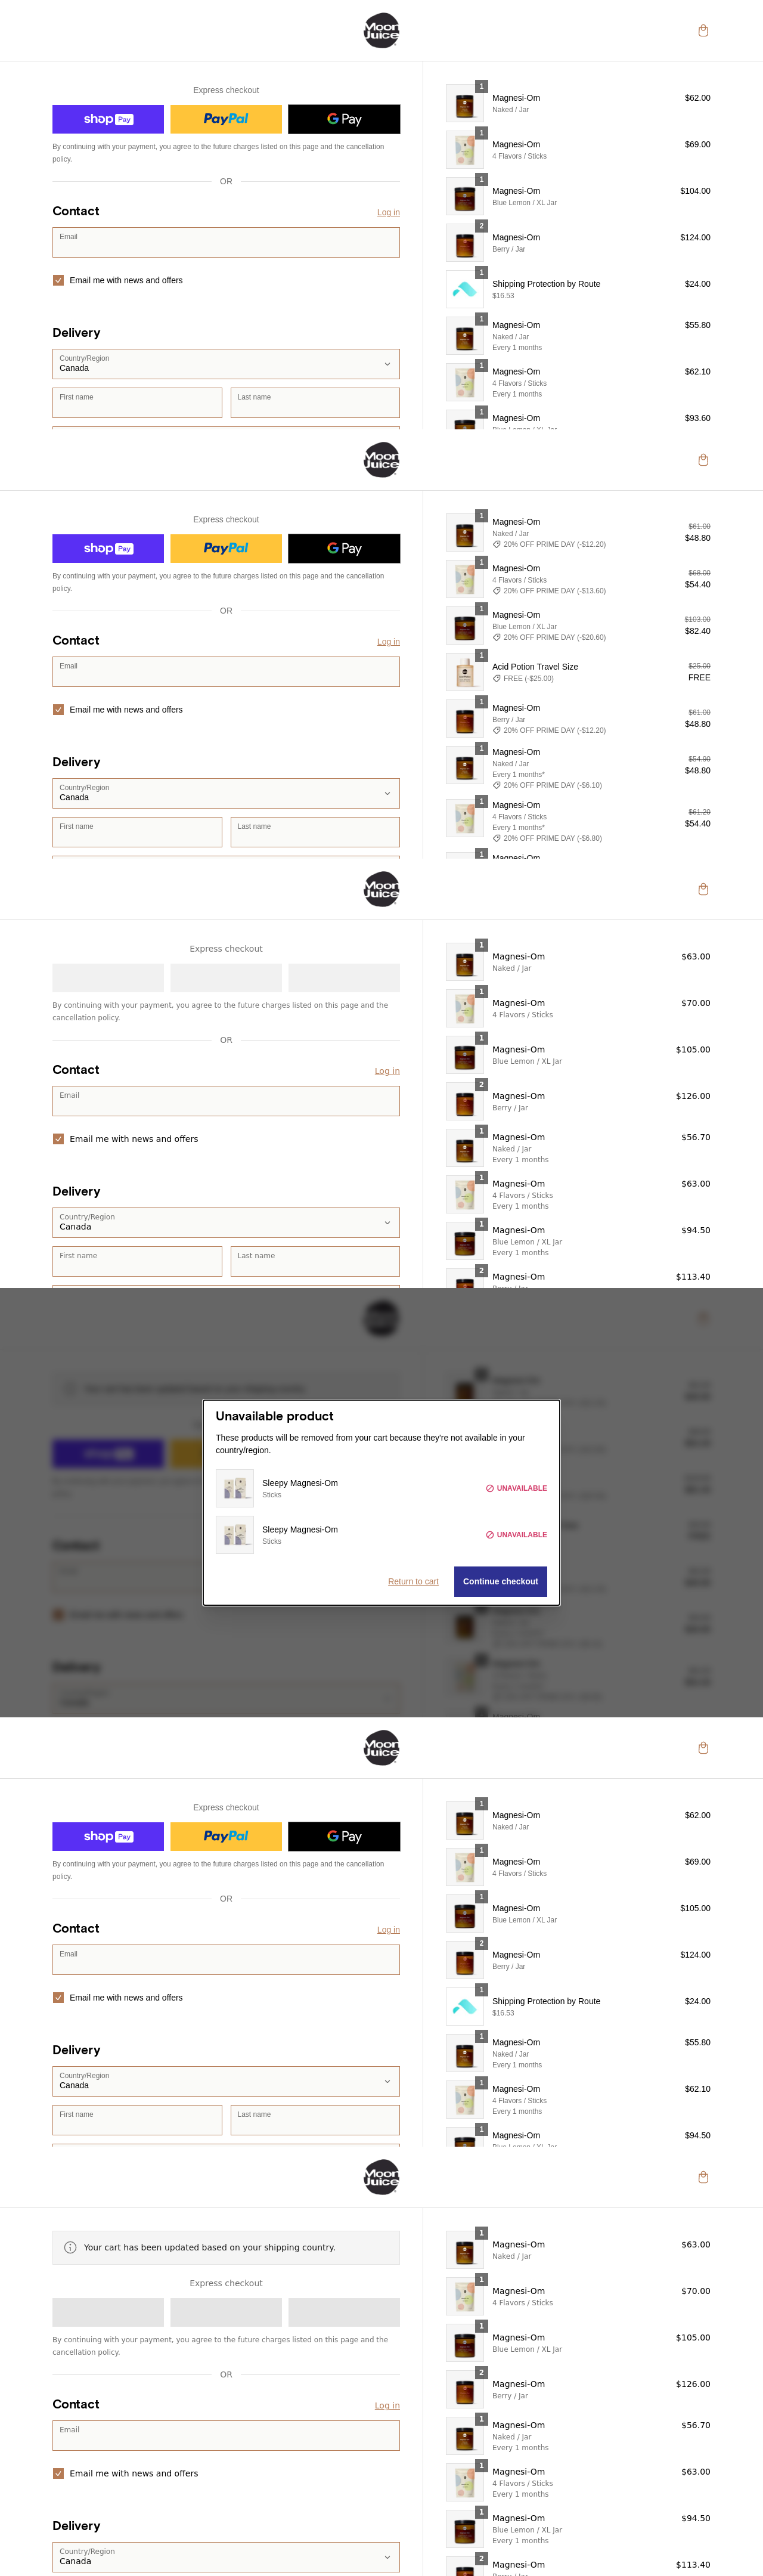 Moon
Juice
Express checkout
shop Pay
PayPal
G Pay
By continuing with your payment, you agree to the future charges listed on this page and the cancellation
policy.
OR
Contact
Log in
Email
Email me with news and offers
Delivery
Country/Region
Canada
First name
Last name
1
Magnesi-Om
Naked / Jar
$62.00
1
Magnesi-Om
4 Flavors / Sticks
$69.00
1
Magnesi-Om
Blue Lemon / XL Jar
$104.00
2
Magnesi-Om
Berry / Jar
$124.00
1
Shipping Protection by Route
$16.53
$24.00
1
Magnesi-Om
Naked / Jar
Every 1 months
$55.80
1
Magnesi-Om
4 Flavors / Sticks
Every 1 months
$62.10
1
Magnesi-Om
Blue Lemon / XL Jar
$93.60
Moon
Juice
Express checkout
shop Pay
PayPal
G Pay
By continuing with your payment, you agree to the future charges listed on this page and the cancellation
policy.
OR
Contact
Log in
Email
Email me with news and offers
Delivery
Country/Region
Canada
First name
Last name
1
Magnesi-Om
Naked / Jar
20% OFF PRIME DAY (-$12.20)
$61.00
$48.80
1
Magnesi-Om
4 Flavors / Sticks
20% OFF PRIME DAY (-$13.60)
$68.00
$54.40
1
Magnesi-Om
Blue Lemon / XL Jar
20% OFF PRIME DAY (-$20.60)
$103.00
$82.40
1
Acid Potion Travel Size
FREE (-$25.00)
$25.00
FREE
1
Magnesi-Om
Berry / Jar
20% OFF PRIME DAY (-$12.20)
$61.00
$48.80
1
Magnesi-Om
Naked / Jar
Every 1 months*
20% OFF PRIME DAY (-$6.10)
$54.90
$48.80
1
Magnesi-Om
4 Flavors / Sticks
Every 1 months*
20% OFF PRIME DAY (-$6.80)
$61.20
$54.40
1
Magnesi-Om
Moon
Juice
Express checkout
By continuing with your payment, you agree to the future charges listed on this page and the
cancellation policy.
OR
Contact
Log in
Email
Email me with news and offers
Delivery
Country/Region
Canada
First name
Last name
1
Magnesi-Om
Naked / Jar
$63.00
1
Magnesi-Om
4 Flavors / Sticks
$70.00
1
Magnesi-Om
Blue Lemon / XL Jar
$105.00
2
Magnesi-Om
Berry / Jar
$126.00
1
Magnesi-Om
Naked / Jar
Every 1 months
$56.70
1
Magnesi-Om
4 Flavors / Sticks
Every 1 months
$63.00
1
Magnesi-Om
Blue Lemon / XL Jar
Every 1 months
$94.50
2
Magnesi-Om
Berry / Jar
$113.40
Unavailable product
These products will be removed from your cart because they're not available in your
country/region.
Sleepy Magnesi-Om
Sticks
UNAVAILABLE
Sleepy Magnesi-Om
Sticks
UNAVAILABLE
Return to cart
Continue checkout
Moon
Juice
Express checkout
shop Pay
PayPal
G Pay
By continuing with your payment, you agree to the future charges listed on this page and the cancellation
policy.
OR
Contact
Log in
Email
Email me with news and offers
Delivery
Country/Region
Canada
First name
Last name
1
Magnesi-Om
Naked / Jar
$62.00
1
Magnesi-Om
4 Flavors / Sticks
$69.00
1
Magnesi-Om
Blue Lemon / XL Jar
$105.00
2
Magnesi-Om
Berry / Jar
$124.00
1
Shipping Protection by Route
$16.53
$24.00
1
Magnesi-Om
Naked / Jar
Every 1 months
$55.80
1
Magnesi-Om
4 Flavors / Sticks
Every 1 months
$62.10
1
Magnesi-Om
Blue Lemon / XL Jar
$94.50
Moon
Juice
Your cart has been updated based on your shipping country.
Express checkout
By continuing with your payment, you agree to the future charges listed on this page and the
cancellation policy.
OR
Contact
Log in
Email
Email me with news and offers
Delivery
Country/Region
Canada
1
Magnesi-Om
Naked / Jar
$63.00
1
Magnesi-Om
4 Flavors / Sticks
$70.00
1
Magnesi-Om
Blue Lemon / XL Jar
$105.00
2
Magnesi-Om
Berry / Jar
$126.00
1
Magnesi-Om
Naked / Jar
Every 1 months
$56.70
1
Magnesi-Om
4 Flavors / Sticks
Every 1 months
$63.00
1
Magnesi-Om
Blue Lemon / XL Jar
Every 1 months
$94.50
2
Magnesi-Om
Berry / Jar
$113.40